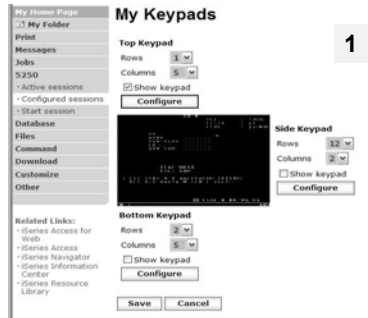 My Home Page
My Folder
Print
Messages
Jobs
5250
Active sessions
Configured sessions
Start session
Database
Files
Command
Download
Customize
Other
Related Links:
iSeries Access for
Web
iSeries Access
iSeries Navigator
iSeries Information
Center
iSeries Resource
Library
My Keypads
1
Top Keypad
Rows 1
Columns 5
Show keypad
Configure
Side Keypad
Rows 12
Columns 2
Show keypad
Configure
Bottom Keypad
Rows 2
Columns 5
Show keypad
Configure
Save Cancel